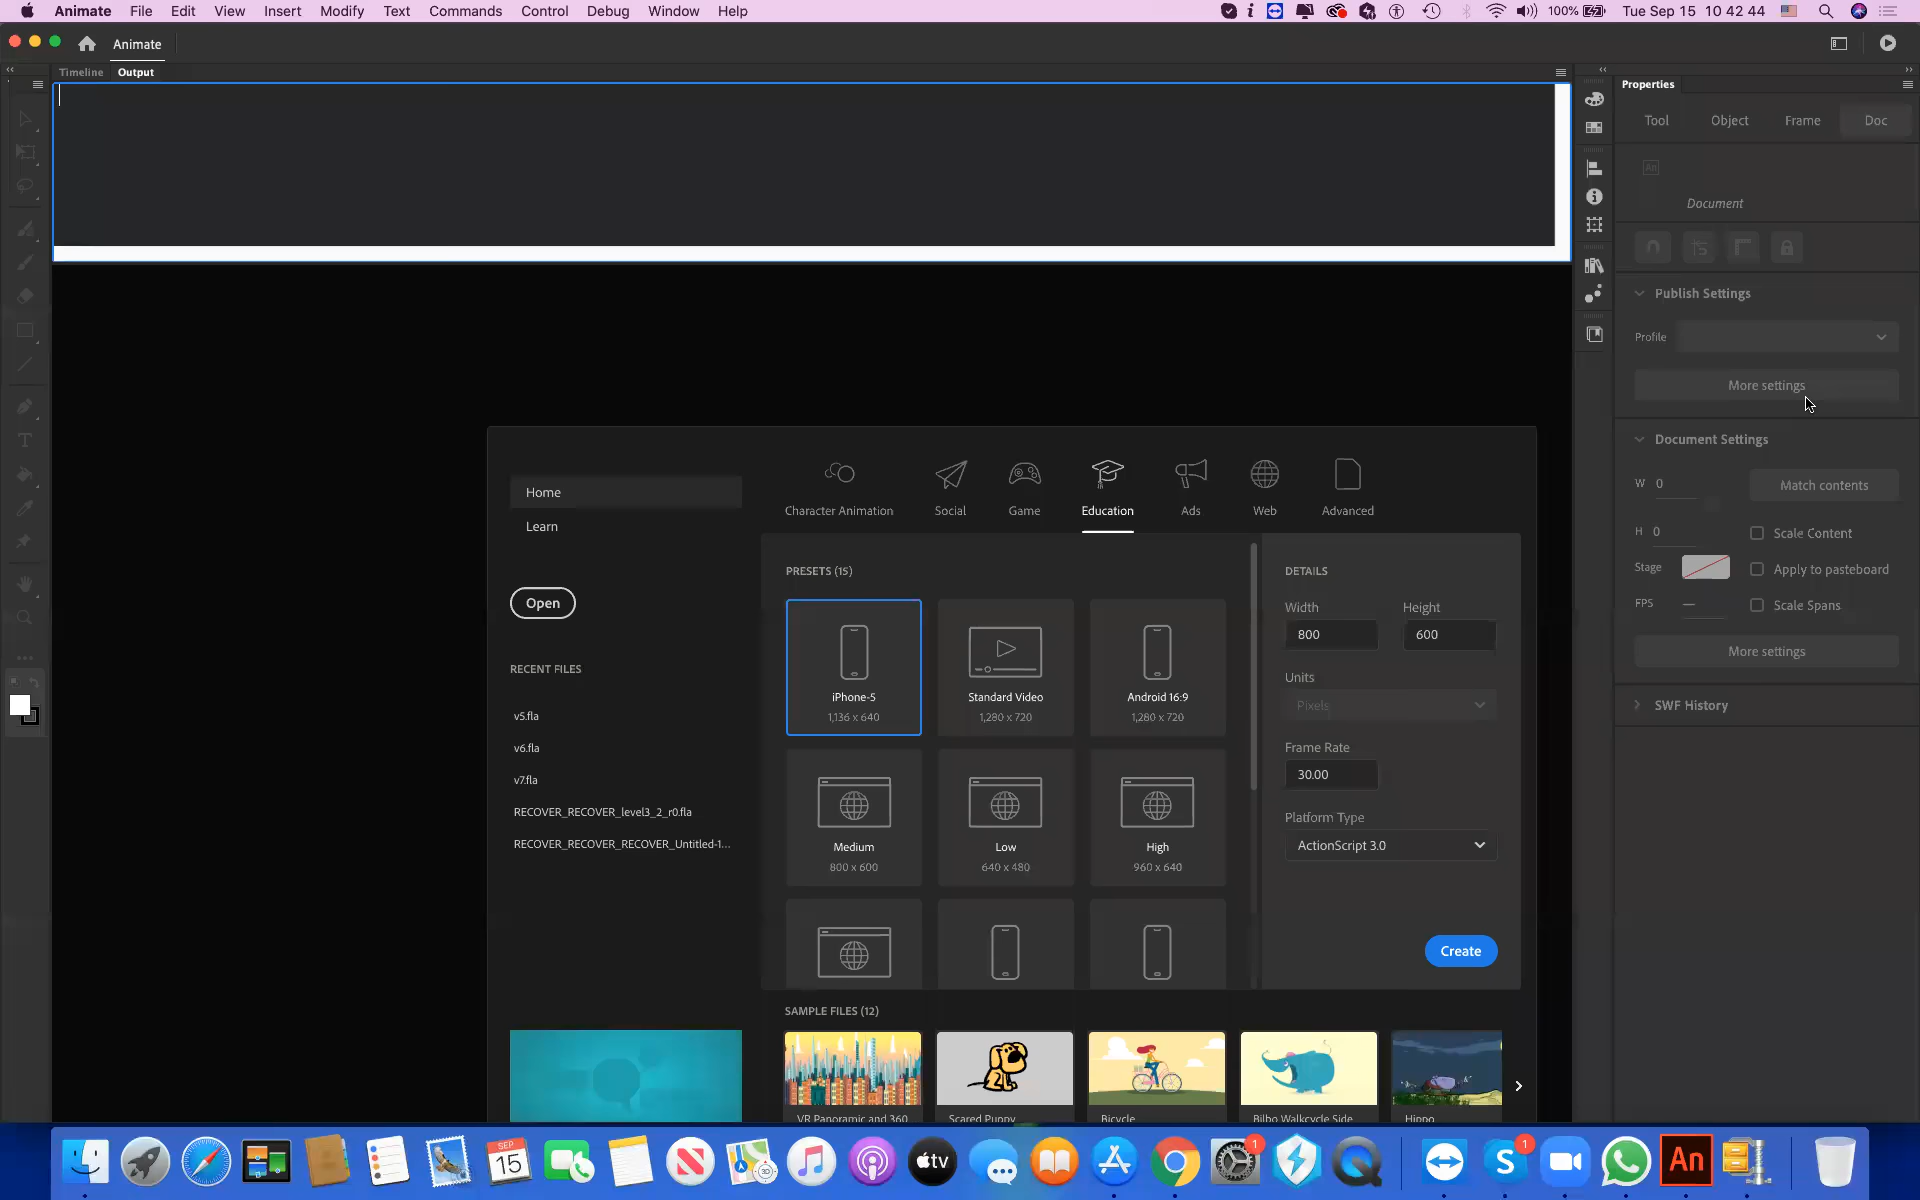 Animate File Edit View Insert Modify Text Commands Control Debug Window Help 100% Tue Sep 15 10 42 44
Animate
Timeline Output
Properties
Tool Object Frame Doc
An
Document
Publish Settings
Profile
More settings
Document Settings
W 0 Match contents
H 0 Scale Content
Stage Apply to pasteboard
FPS — Scale Spans
More settings
SWF History
Home
Learn
Open
RECENT FILES
v5.fla
v6.fla
v7.fla
RECOVER_RECOVER_level3_2_r0.fla
RECOVER_RECOVER_RECOVER_Untitled-1...
Character Animation Social Game Education Ads Web Advanced
PRESETS (15)
iPhone-5 Standard Video Android 16:9
1,136 x 640 1,280 x 720 1,280 x 720
Medium Low High
800 x 600 640 x 480 960 x 640
DETAILS
Width Height
800 600
Units
Pixels
Frame Rate
30.00
Platform Type
ActionScript 3.0
Create
SAMPLE FILES (12)
VR Panoramic and 360 Scared Puppy Bicycle Bilbo Walkcycle Side Hippo
SEP
15
3D
tv
1
1
S
An